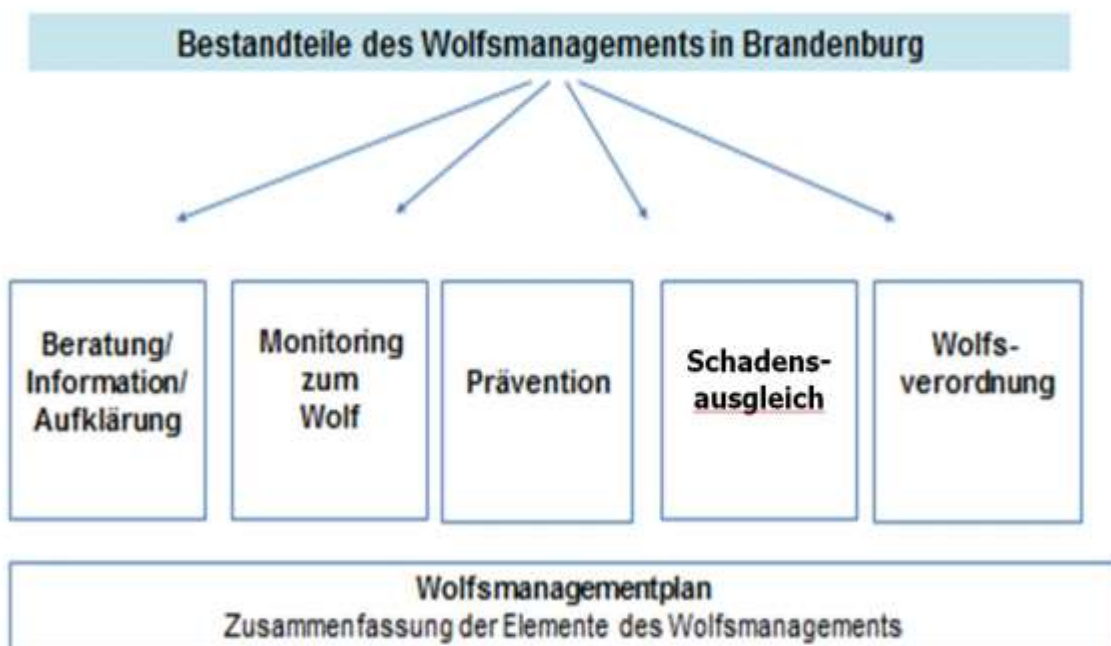 Bestandteile des Wolfsmanagements in Brandenburg
Beratung/
Information/
Aufklärung
Monitoring
zum
Wolf
Prävention
Schadens-
ausgleich
Wolfs-
verordnung
Wolfsmanagementplan
Zusammenfassung der Elemente des Wolfsmanagements